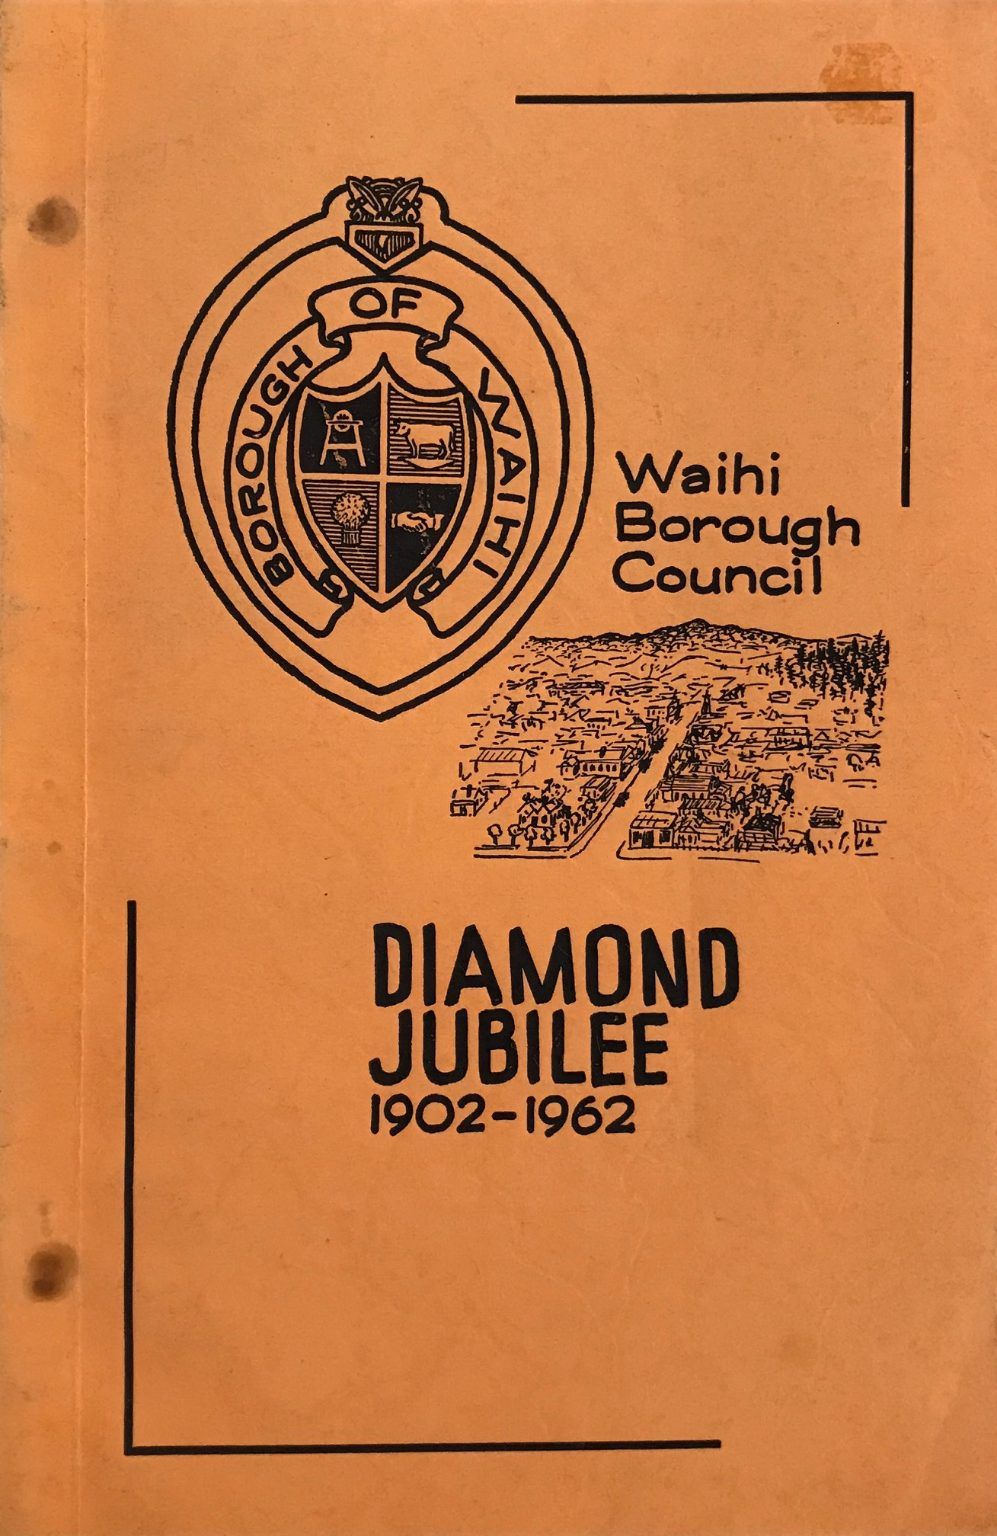 BOROUGH OF WAIHI
Waihi
Borough
Council
DIAMOND
JUBILEE
1902-1962